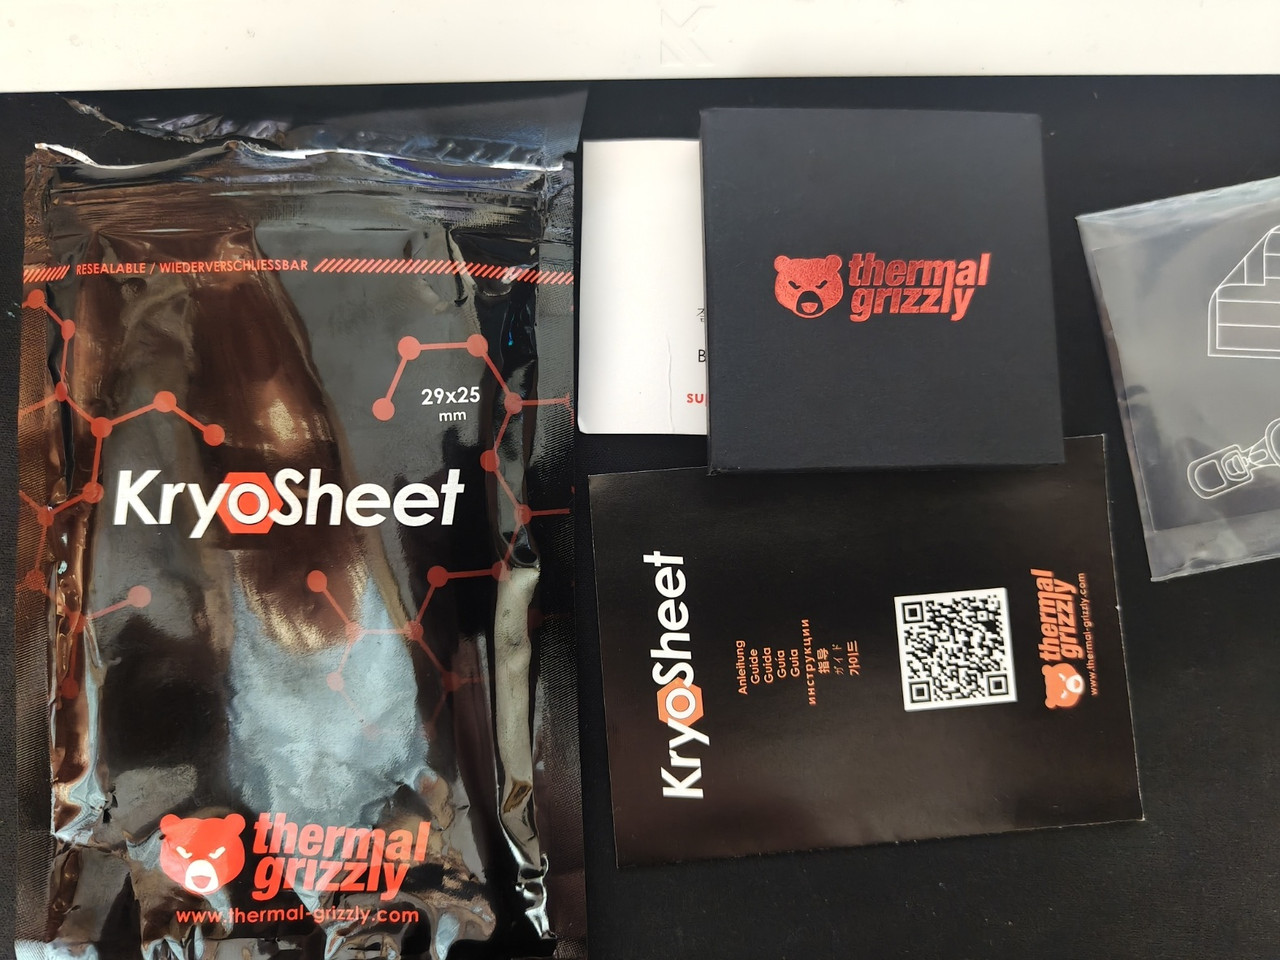 RESEALABLE / WIEDERVERSCHLIESSBAR
29x25
mm
KryoSheet
thermal
grizzly
www.thermal-grizzly.com
thermal
grizzly
B
su
KryoSheet
Anleitung
Guide
Guida
Guia
Guía
инструкции
指导
ガイド
가이드
thermal
grizzly
www.thermal-grizzly.com